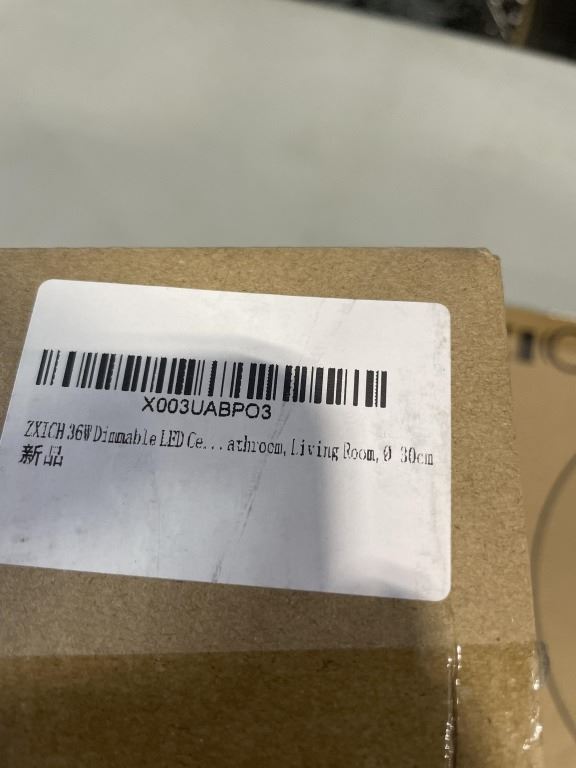 X003UABPO3
ZXICH 36W Dimmable LED Ce...athroom, Living Room, Ø 30cm
新品